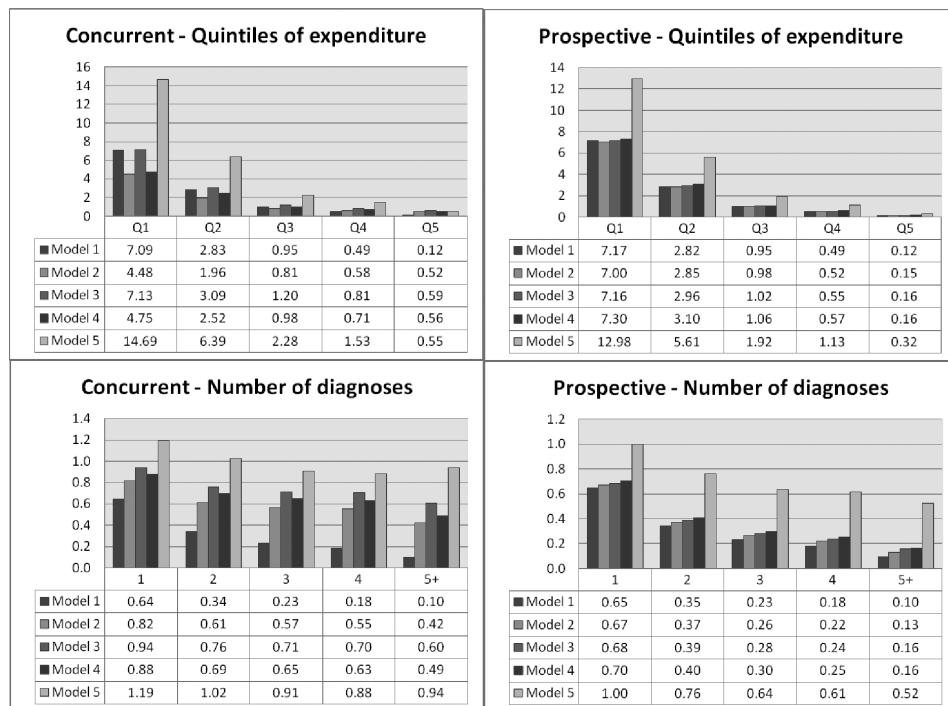 Concurrent - Quintiles of expenditure
16
14
12
10
8
6
4
2
0
Q1 Q2 Q3 Q4 Q5
Model 1 7.09 2.83 0.95 0.49 0.12
Model 2 4.48 1.96 0.81 0.58 0.52
Model 3 7.13 3.09 1.20 0.81 0.59
Model 4 4.75 2.52 0.98 0.71 0.56
Model 5 14.69 6.39 2.28 1.53 0.55
Prospective - Quintiles of expenditure
14
12
10
8
6
4
2
0
Q1 Q2 Q3 Q4 Q5
Model 1 7.17 2.82 0.95 0.49 0.12
Model 2 7.00 2.85 0.98 0.52 0.15
Model 3 7.16 2.96 1.02 0.55 0.16
Model 4 7.30 3.10 1.06 0.57 0.16
Model 5 12.98 5.61 1.92 1.13 0.32
Concurrent - Number of diagnoses
1.4
1.2
1.0
0.8
0.6
0.4
0.2
0.0
1 2 3 4 5+
Model 1 0.64 0.34 0.23 0.18 0.10
Model 2 0.82 0.61 0.57 0.55 0.42
Model 3 0.94 0.76 0.71 0.70 0.60
Model 4 0.88 0.69 0.65 0.63 0.49
Model 5 1.19 1.02 0.91 0.88 0.94
Prospective - Number of diagnoses
1.2
1.0
0.8
0.6
0.4
0.2
0.0
1 2 3 4 5+
Model 1 0.65 0.35 0.23 0.18 0.10
Model 2 0.67 0.37 0.26 0.22 0.13
Model 3 0.68 0.39 0.28 0.24 0.16
Model 4 0.70 0.40 0.30 0.25 0.16
Model 5 1.00 0.76 0.64 0.61 0.52